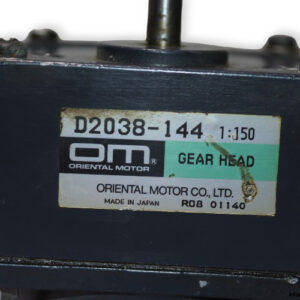 D2038-144 1:150
OM® GEAR HEAD
ORIENTAL MOTOR
ORIENTAL MOTOR CO., LTD.
MADE IN JAPAN R08 01140